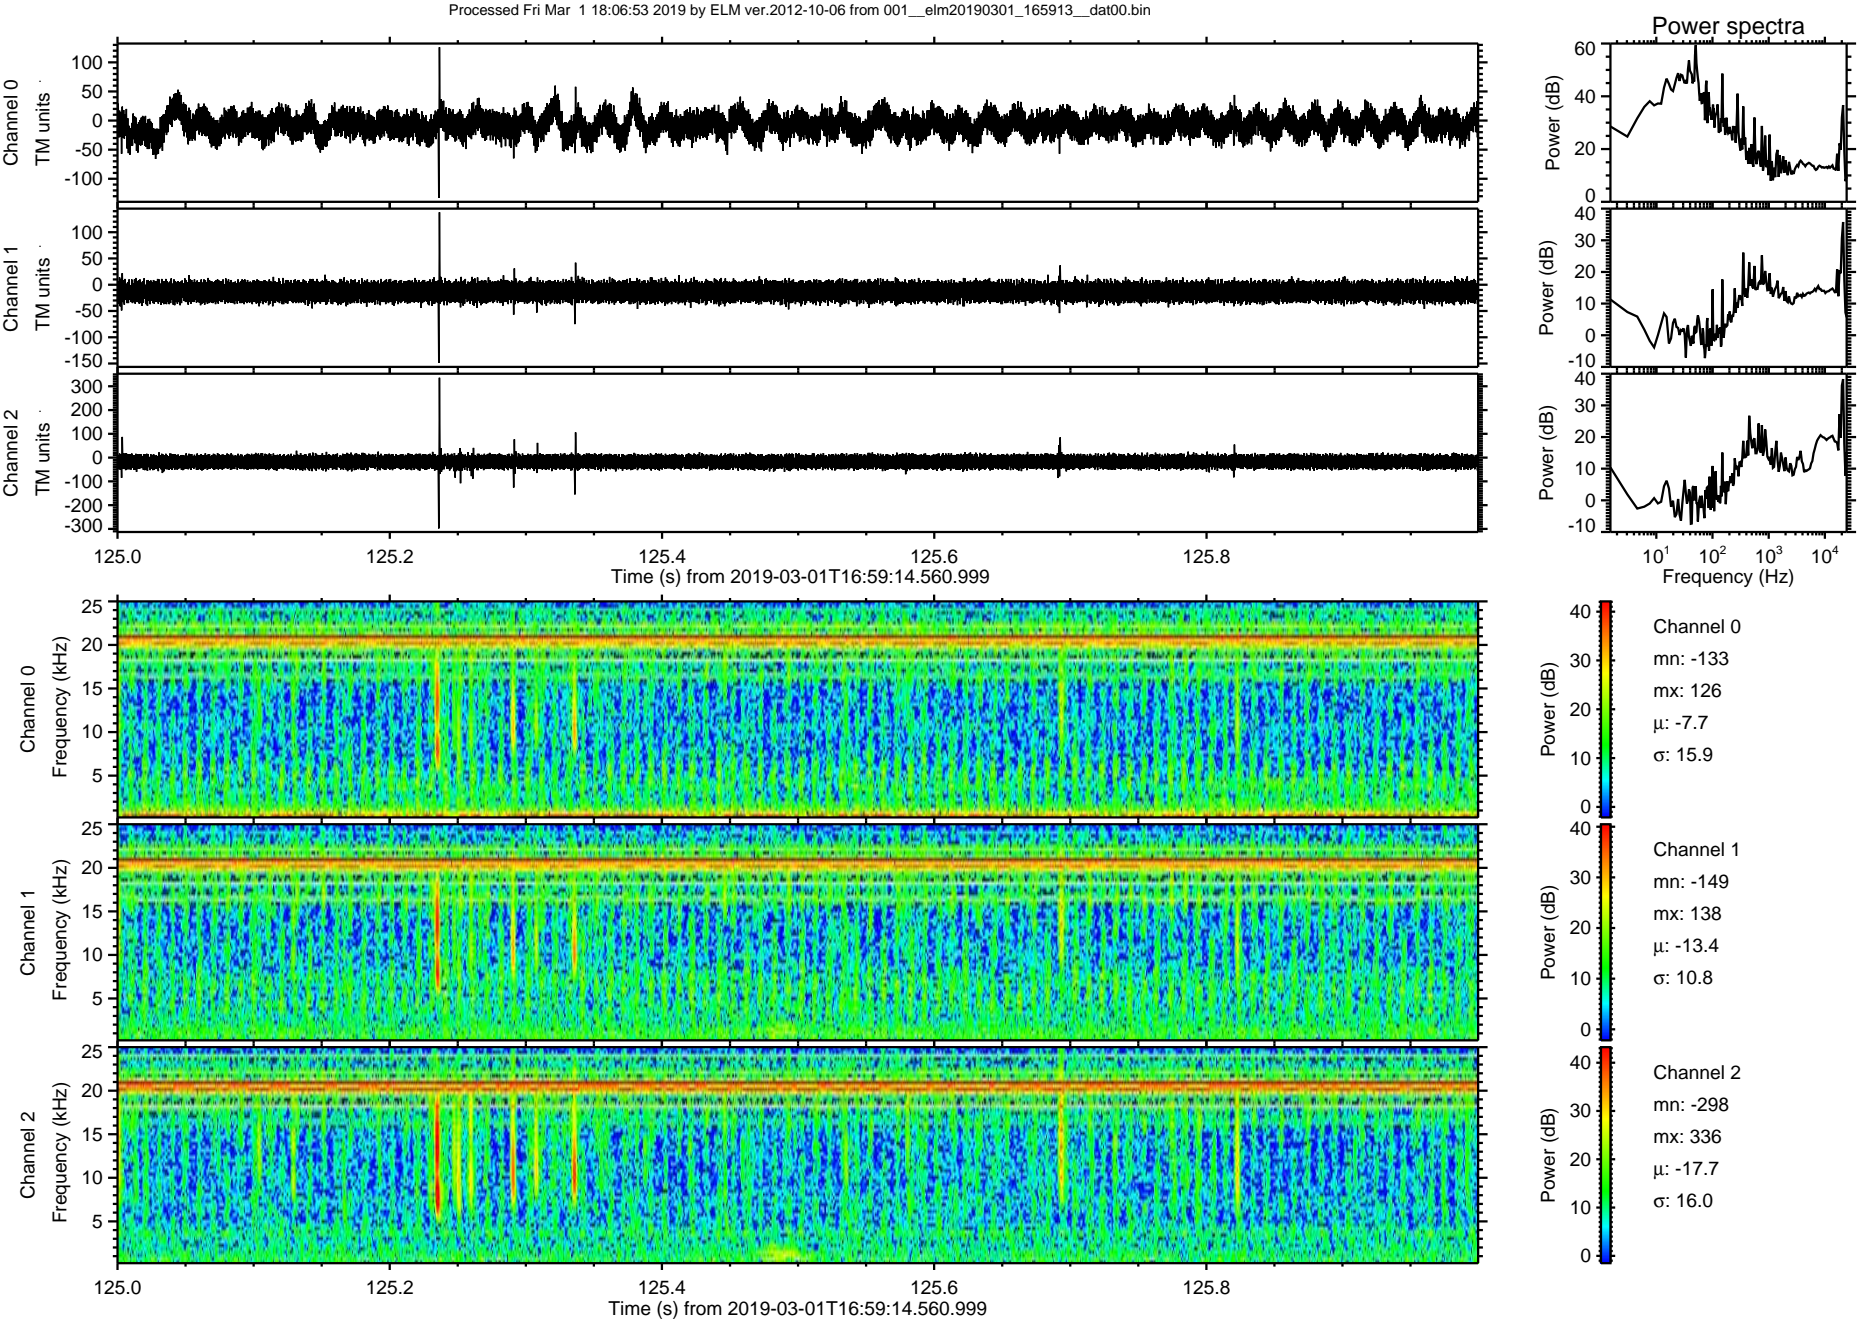 Processed Fri Mar  1 18:06:53 2019 by ELM ver.2012-10-06 from 001__elm20190301_165913__dat00.bin
Power spectra
Channel 0
TM units
100
50
0
-50
-100
Power (dB)
60
40
20
0
Channel 1
TM units
100
50
0
-50
-100
-150
Power (dB)
40
30
20
10
0
-10
Channel 2
TM units
300
200
100
0
-100
-200
-300
Power (dB)
40
30
20
10
0
-10
125.0 125.2 125.4 125.6 125.8
Time (s) from 2019-03-01T16:59:14.560.999
10^1 10^2 10^3 10^4
Frequency (Hz)
Channel 0
Frequency (kHz)
25
20
15
10
5
Power (dB)
40
30
20
10
0
Channel 0
mn: -133
mx: 126
μ: -7.7
σ: 15.9
Channel 1
Frequency (kHz)
25
20
15
10
5
Power (dB)
40
30
20
10
0
Channel 1
mn: -149
mx: 138
μ: -13.4
σ: 10.8
Channel 2
Frequency (kHz)
25
20
15
10
5
Power (dB)
40
30
20
10
0
Channel 2
mn: -298
mx: 336
μ: -17.7
σ: 16.0
125.0 125.2 125.4 125.6 125.8
Time (s) from 2019-03-01T16:59:14.560.999